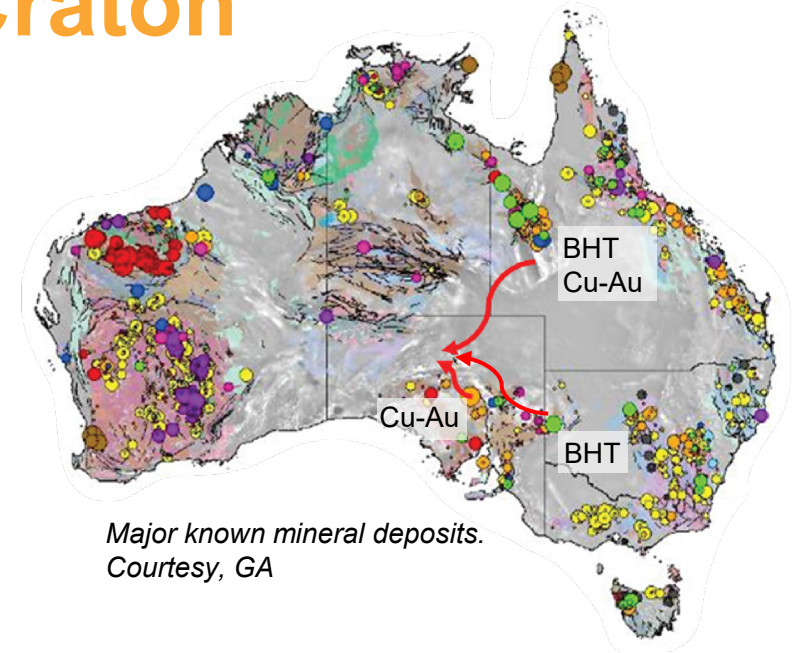 Craton
BHT
Cu-Au
Cu-Au
BHT
Major known mineral deposits.
Courtesy, GA